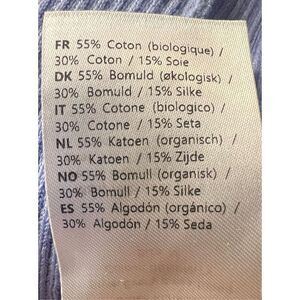 FR 55% Coton (biologique) /
30% Coton / 15% Soie
DK 55% Bomuld (økologisk) /
30% Bomuld / 15% Silke
IT 55% Cotone (biologico) /
30% Cotone / 15% Seta
NL 55% Katoen (organisch) /
30% Katoen / 15% Zijde
NO 55% Bomull (organisk) /
30% Bomull / 15% Silke
ES 55% Algodón (orgánico) /
30% Algodón / 15% Seda